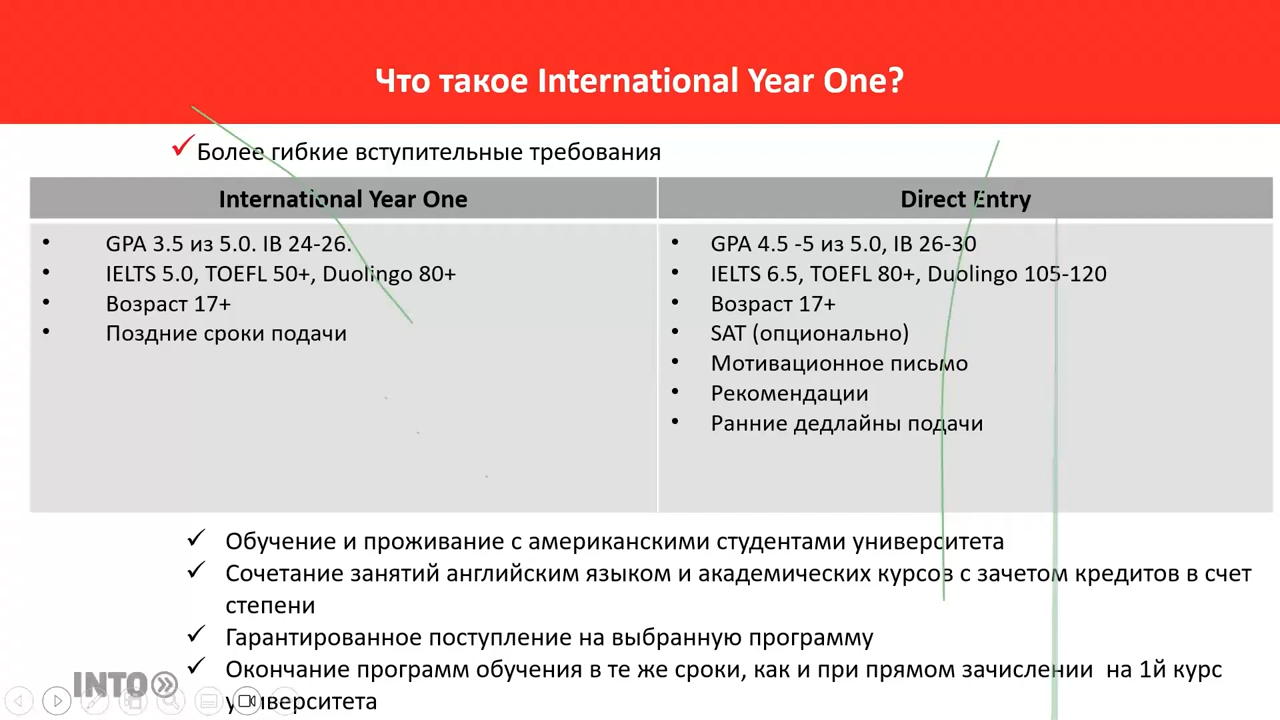 Что такое International Year One?
Более гибкие вступительные требования
International Year One
Direct Entry
GPA 3.5 из 5.0. IB 24-26.
IELTS 5.0, TOEFL 50+, Duolingo 80+
Возраст 17+
Поздние сроки подачи
GPA 4.5 -5 из 5.0, IB 26-30
IELTS 6.5, TOEFL 80+, Duolingo 105-120
Возраст 17+
SAT (опционально)
Мотивационное письмо
Рекомендации
Ранние дедлайны подачи
Обучение и проживание с американскими студентами университета
Сочетание занятий английским языком и академических курсов с зачетом кредитов в счет
степени
Гарантированное поступление на выбранную программу
Окончание программ обучения в те же сроки, как и при прямом зачислении на 1й курс
университета
INTO